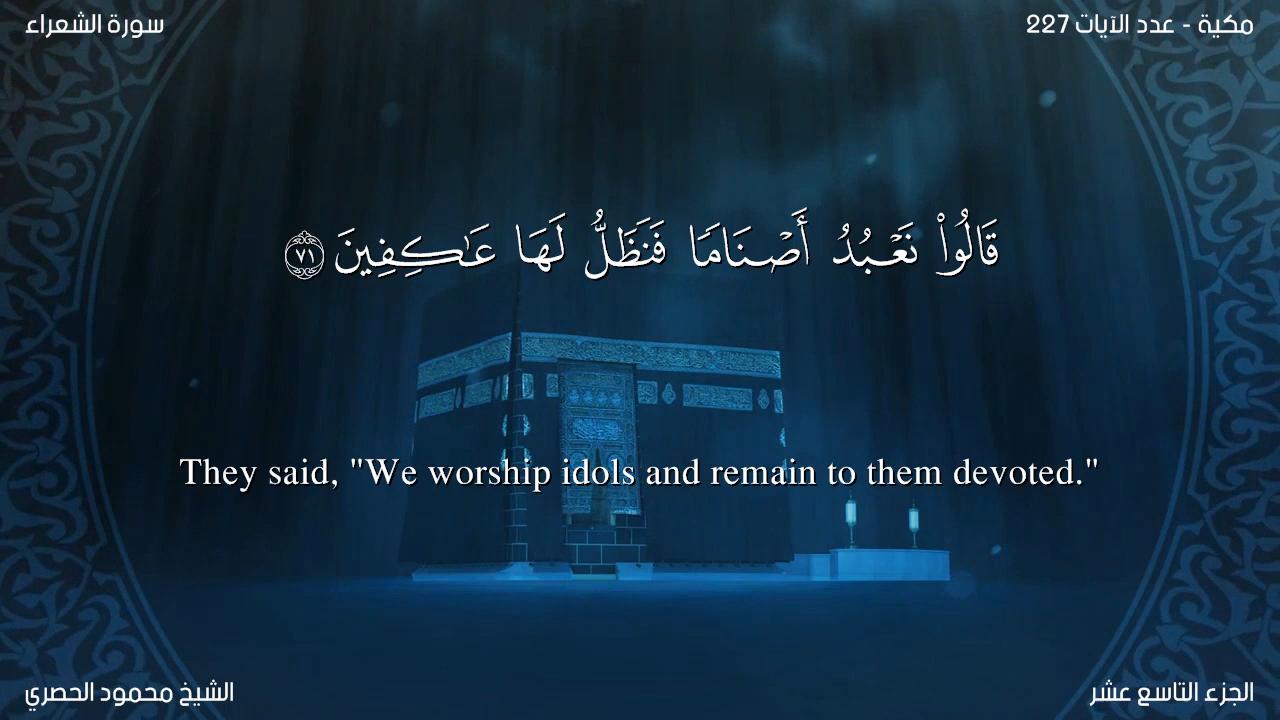 مكية - عدد الآيات 227
سورة الشعراء
قَالُوا۟ نَعْبُدُ أَصْنَامًا فَنَظَلُّ لَهَا عَـٰكِفِينَ ٧١
They said, "We worship idols and remain to them devoted."
الجزء التاسع عشر
الشيخ محمود الحصري